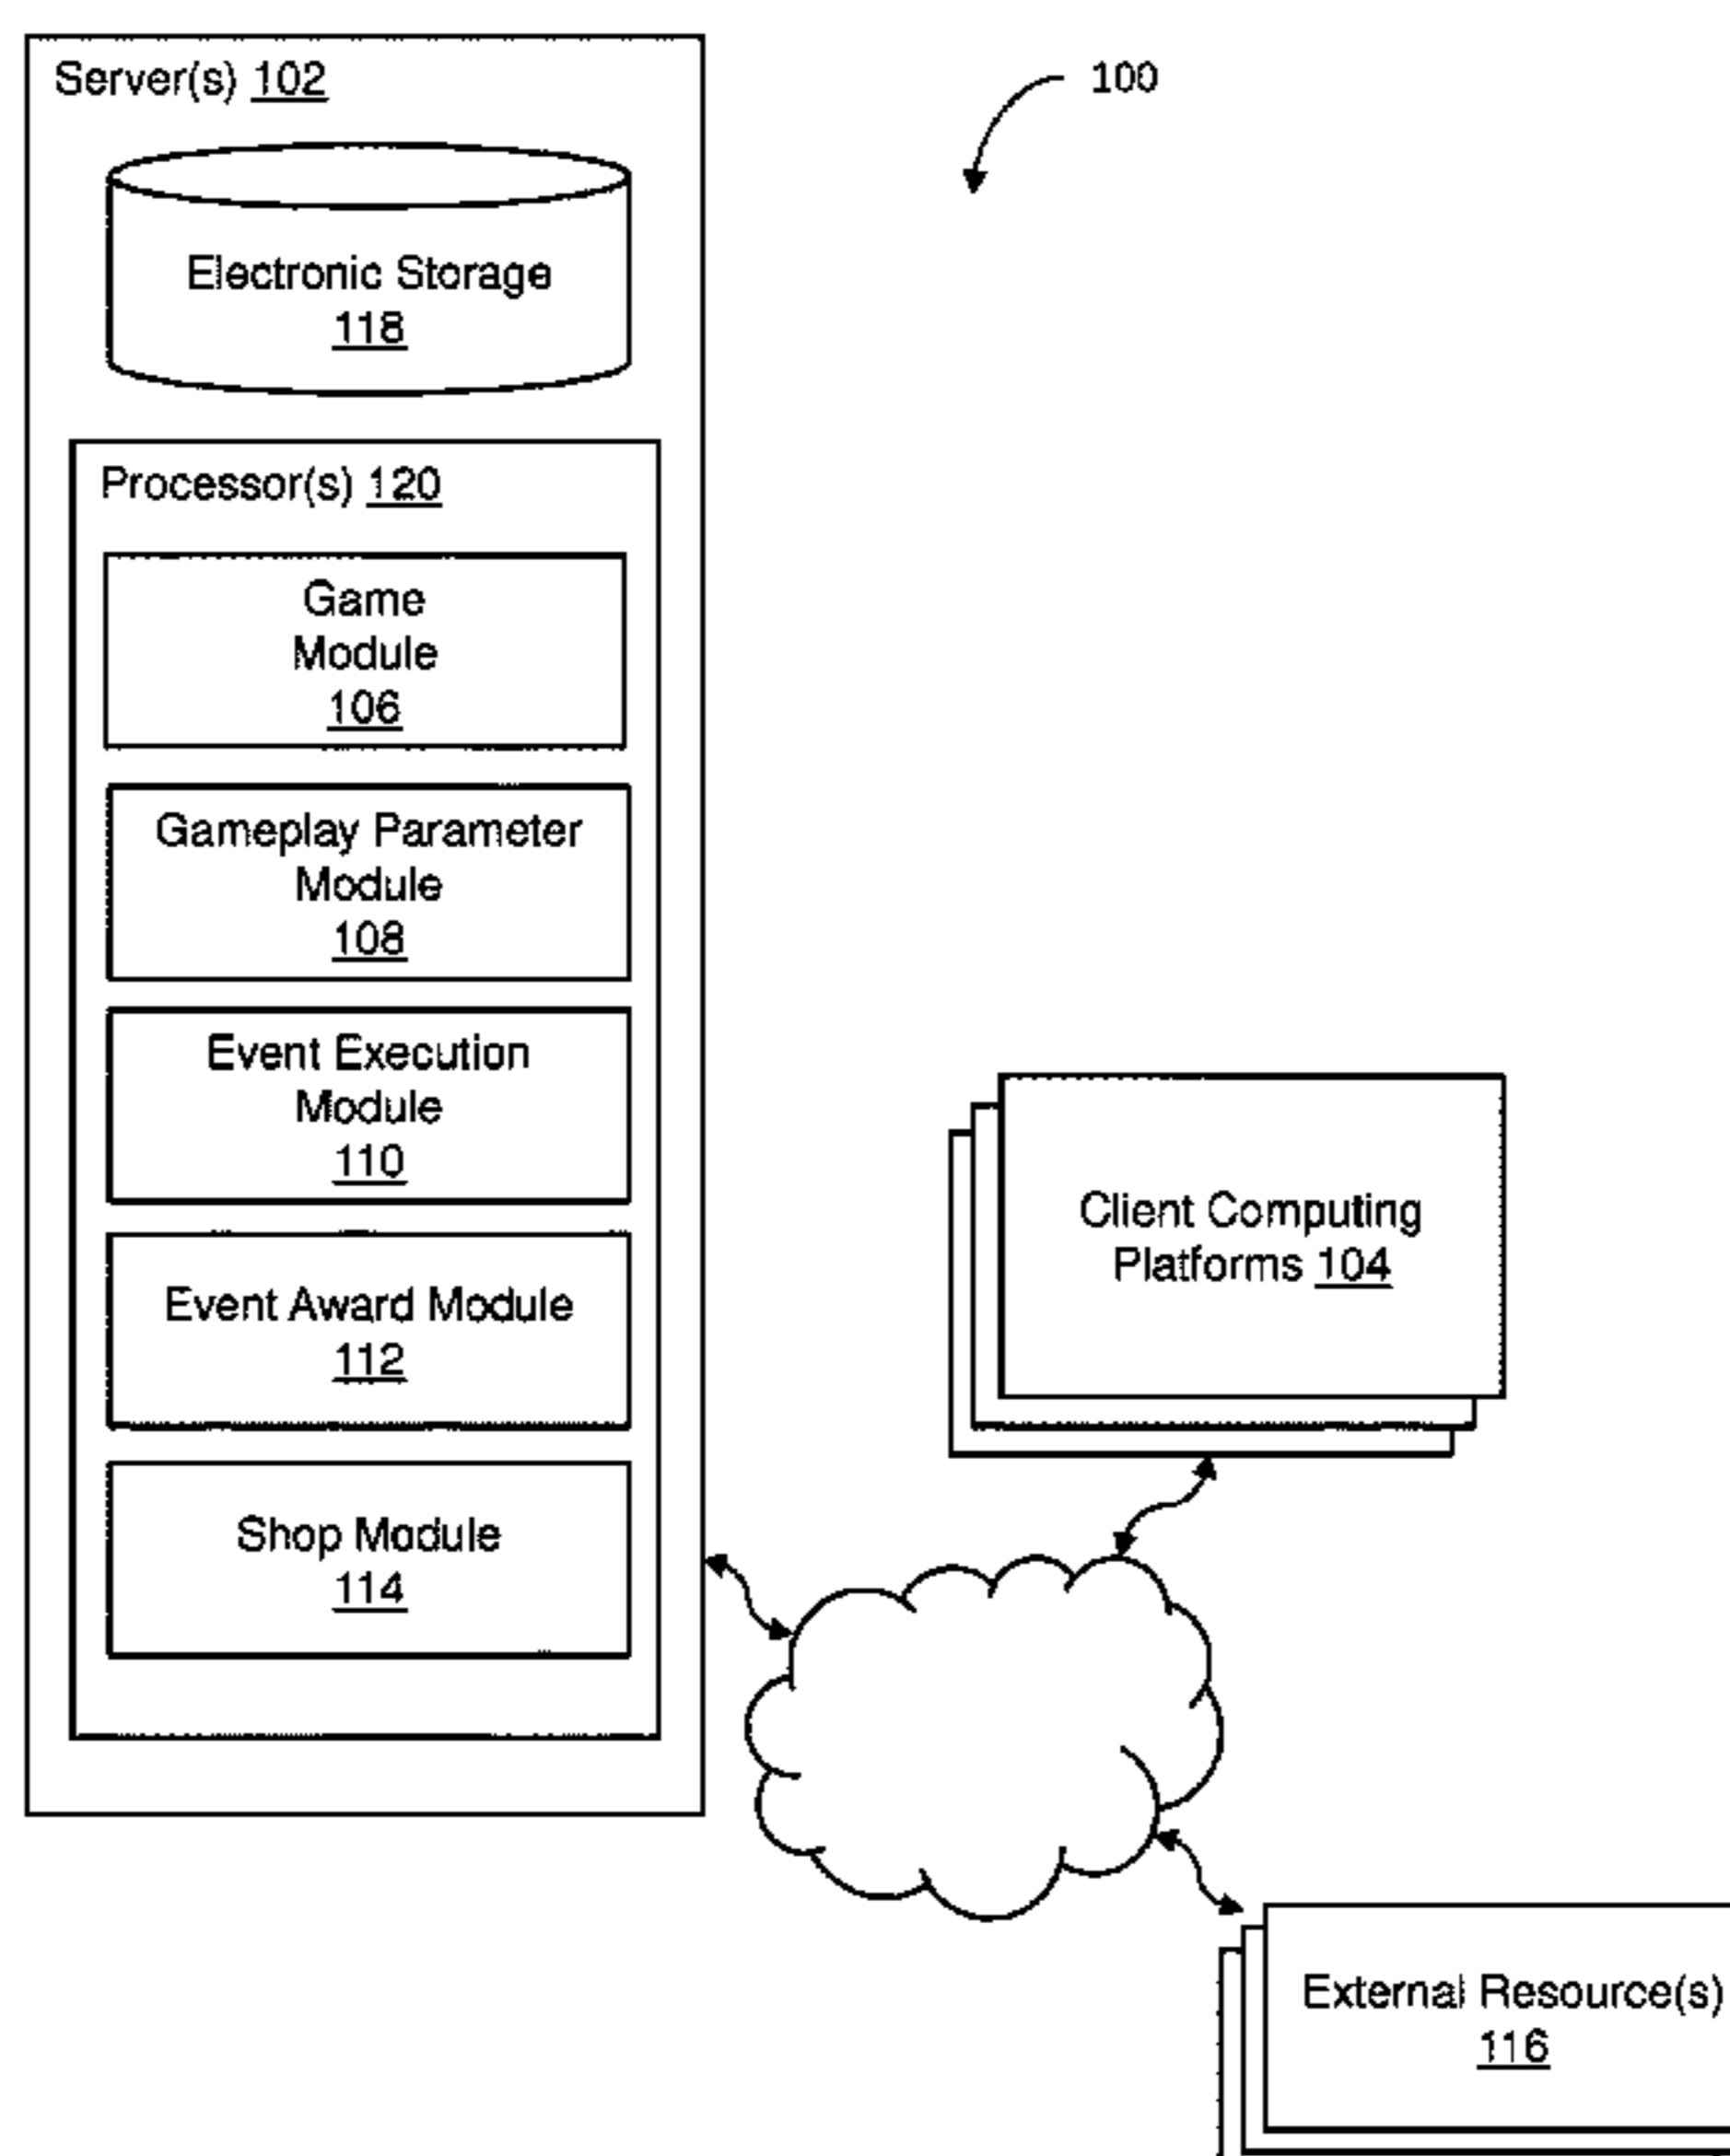 Server(s) 102
100
Electronic Storage
118
Processor(s) 120
Game
Module
106
Gameplay Parameter
Module
108
Event Execution
Module
110
Event Award Module
112
Shop Module
114
Client Computing
Platforms 104
External Resource(s)
116